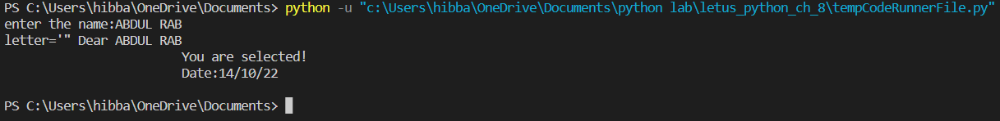 PS C:\Users\hibba\OneDrive\Documents> python -u "c:\Users\hibba\OneDrive\Documents\python lab\letus_python_ch_8\tempCodeRunnerFile.py"
enter the name:ABDUL RAB
letter='" Dear ABDUL RAB
You are selected!
Date:14/10/22
PS C:\Users\hibba\OneDrive\Documents>